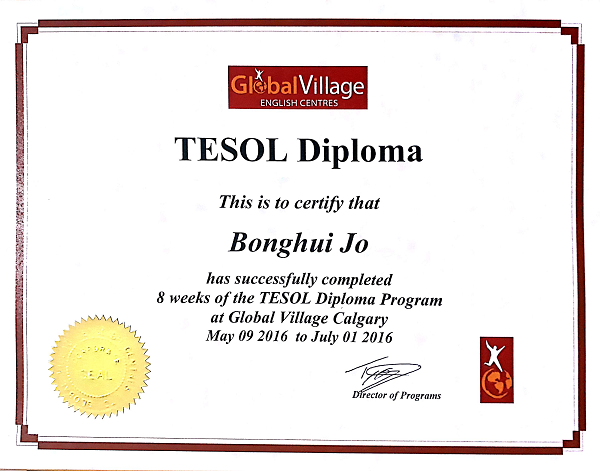 GlobalVillage
ENGLISH CENTRES
TESOL Diploma
This is to certify that
Bonghui Jo
has successfully completed
8 weeks of the TESOL Diploma Program
at Global Village Calgary
May 09 2016 to July 01 2016
Director of Programs
SEAL